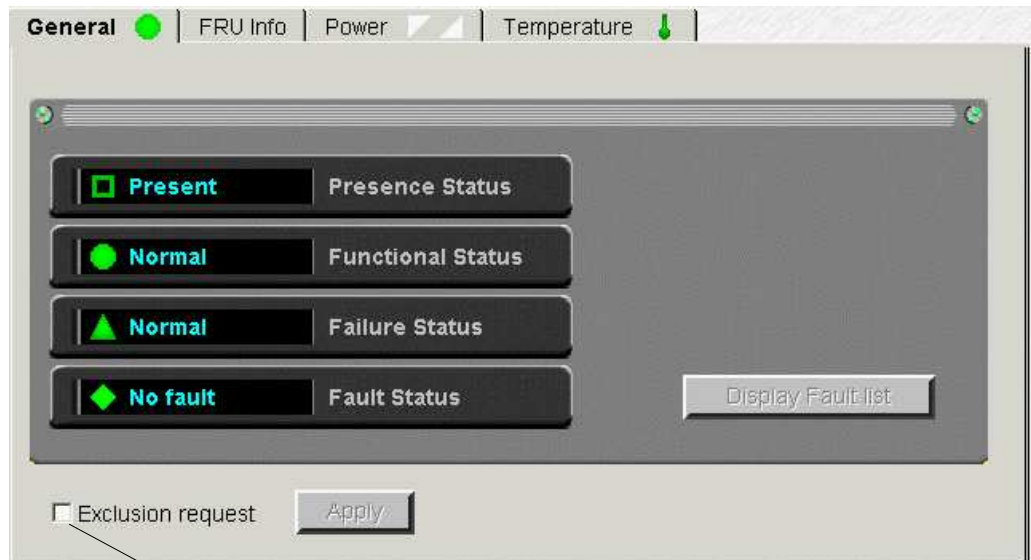 General FRU Info Power Temperature
Present Presence Status
Normal Functional Status
Normal Failure Status
No fault Fault Status
Display Fault list
Exclusion request Apply